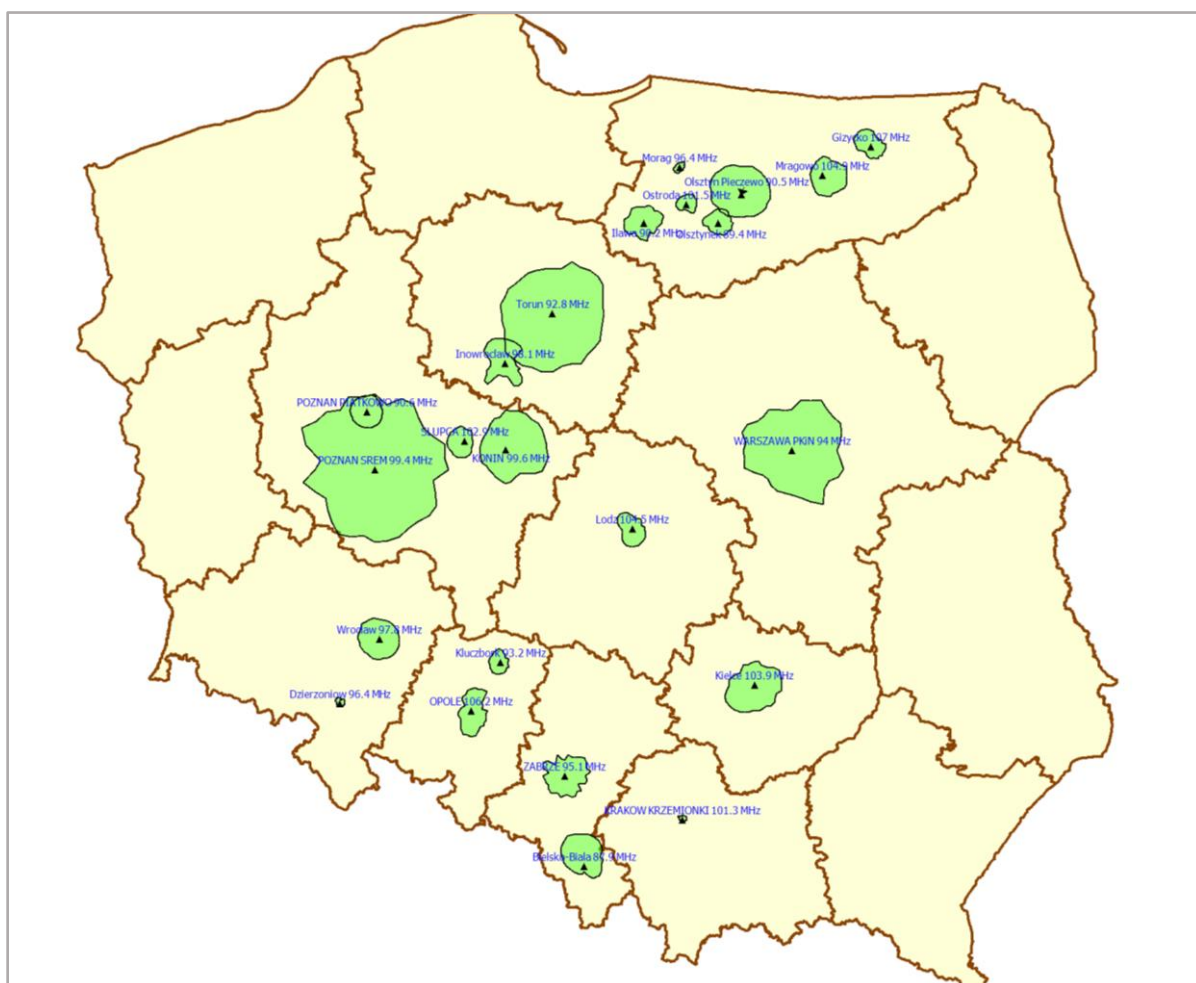 Gizycko 107 MHz
Morag 96.4 MHz
Mragowo 104.9 MHz
Olsztyn Pieczewo 90.5 MHz
Ostroda 101.5 MHz
Ilawa 90.2 MHz
Olsztynek 89.4 MHz
Torun 92.8 MHz
Inowroclaw 98.1 MHz
POZNAN PIATKOWO 90.6 MHz
SLUPCA 102.9 MHz
WARSZAWA PKiN 94 MHz
POZNAN SREM 99.4 MHz
KONIN 99.6 MHz
Lodz 104.5 MHz
Wroclaw 97.8 MHz
Kluczbork 93.2 MHz
Kielce 103.9 MHz
Dzierzoniow 96.4 MHz
OPOLE 106.2 MHz
ZABRZE 95.1 MHz
KRAKOW KRZEMIONKI 101.3 MHz
Bielska-Biala 87.9 MHz